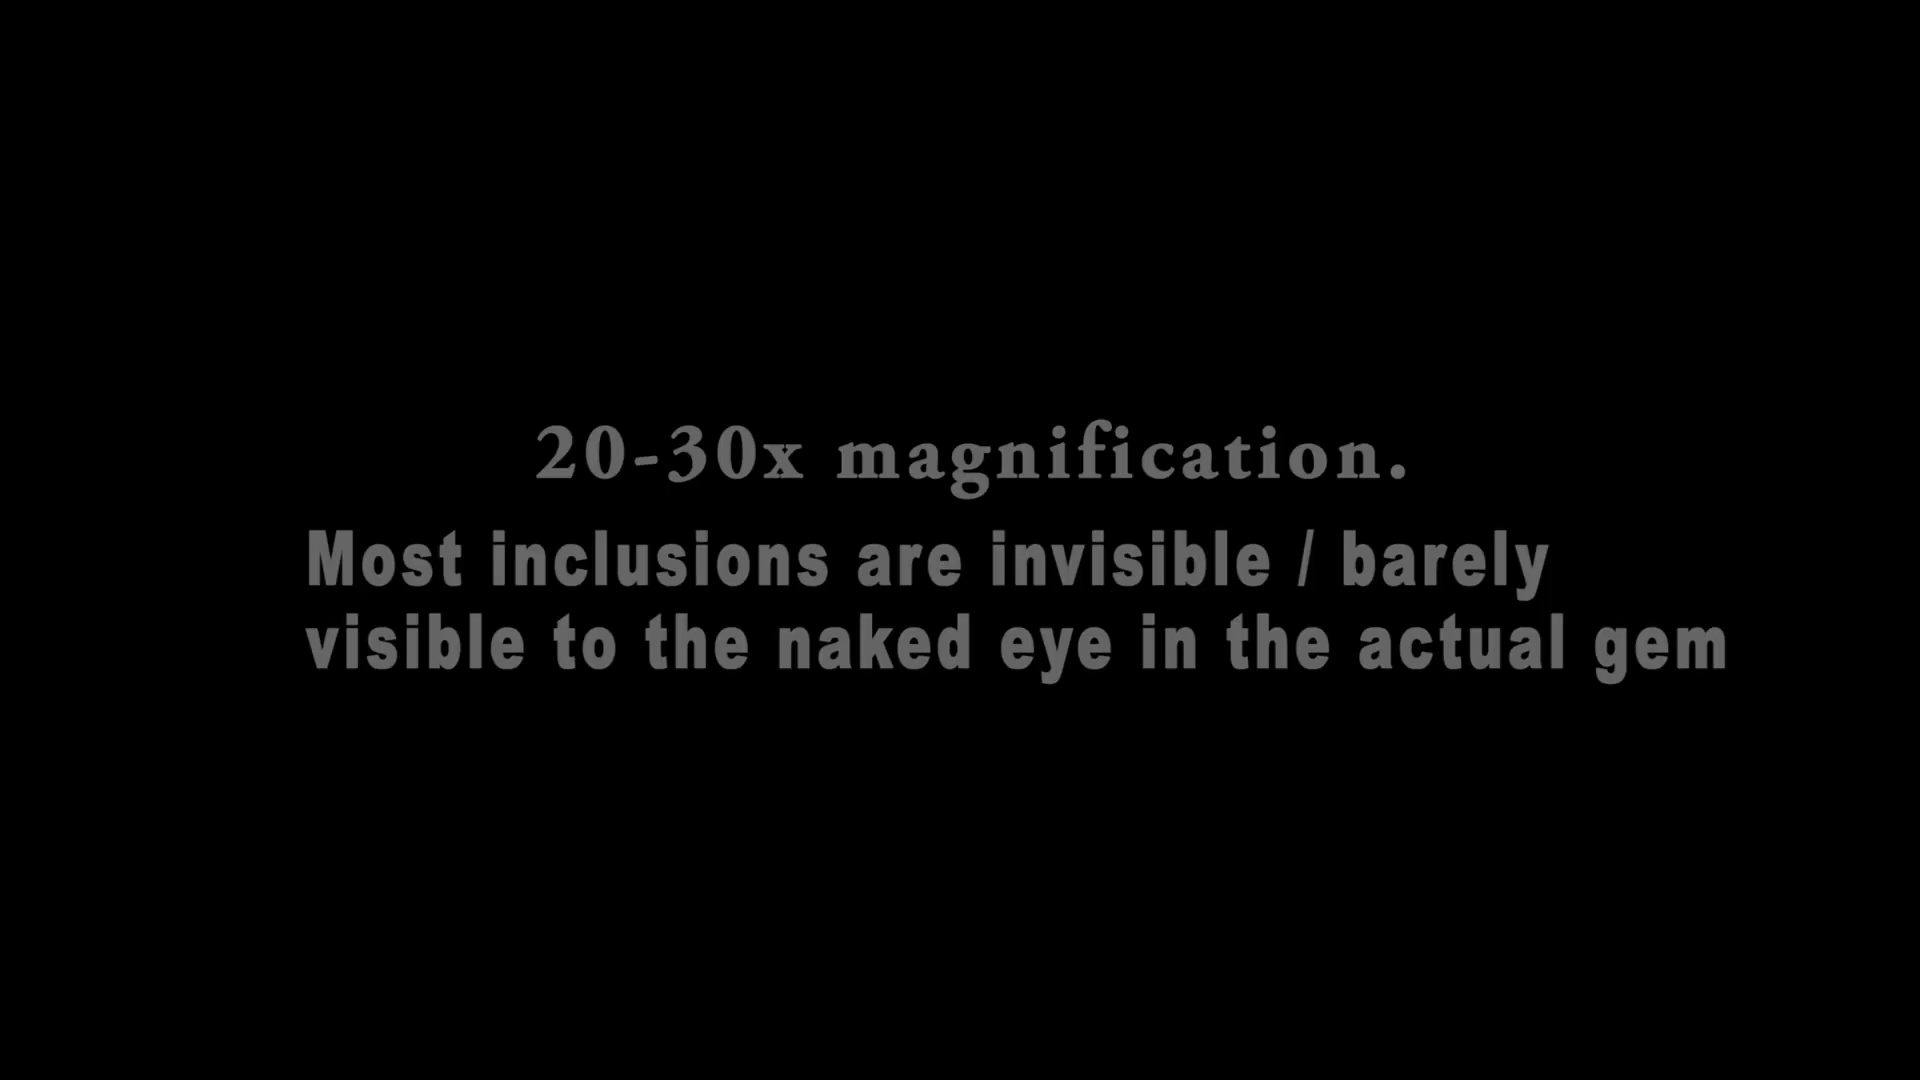 20-30x magnification.
Most inclusions are invisible / barely
visible to the naked eye in the actual gem